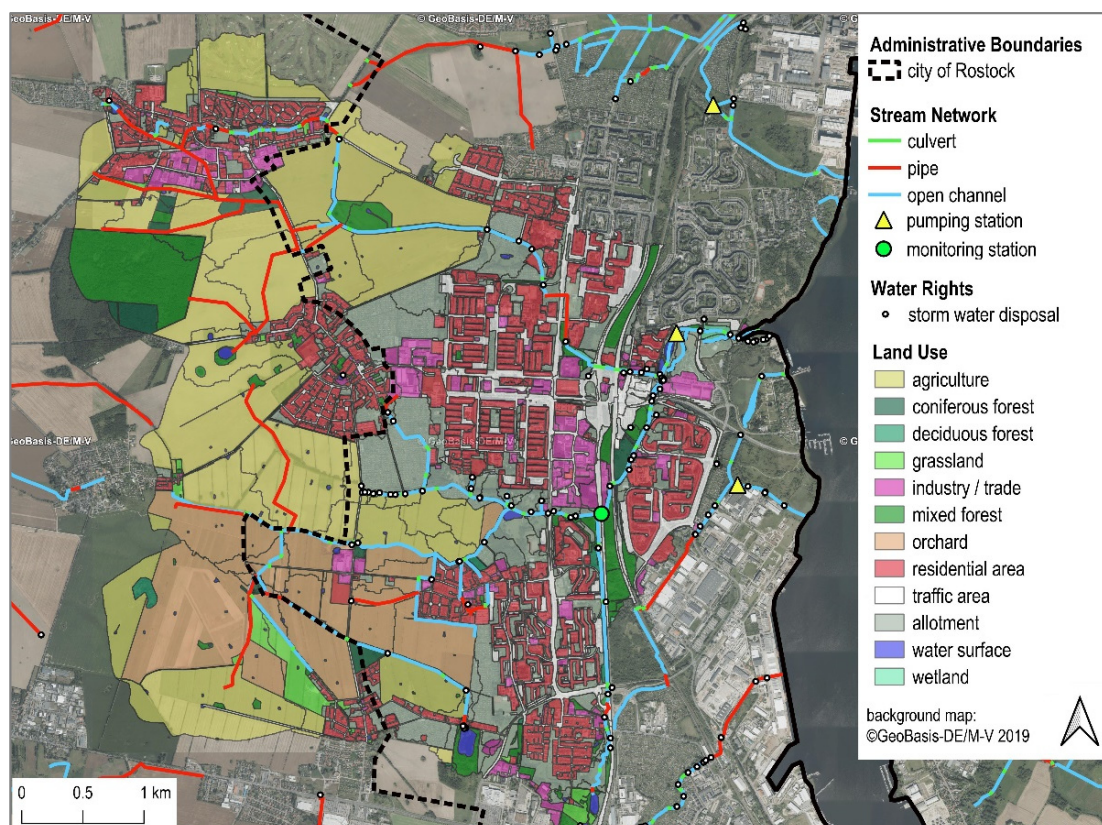 © GeoBasis-DE/M-V
© GeoBasis-DE/M-V
© G
GeoBasis-DE/M-V
© GeoBasis-DE/M-V
© G
Administrative Boundaries
city of Rostock
Stream Network
culvert
pipe
open channel
pumping station
monitoring station
Water Rights
storm water disposal
Land Use
agriculture
coniferous forest
deciduous forest
grassland
industry / trade
mixed forest
orchard
residential area
traffic area
allotment
water surface
wetland
background map:
©GeoBasis-DE/M-V 2019
0 0.5 1 km